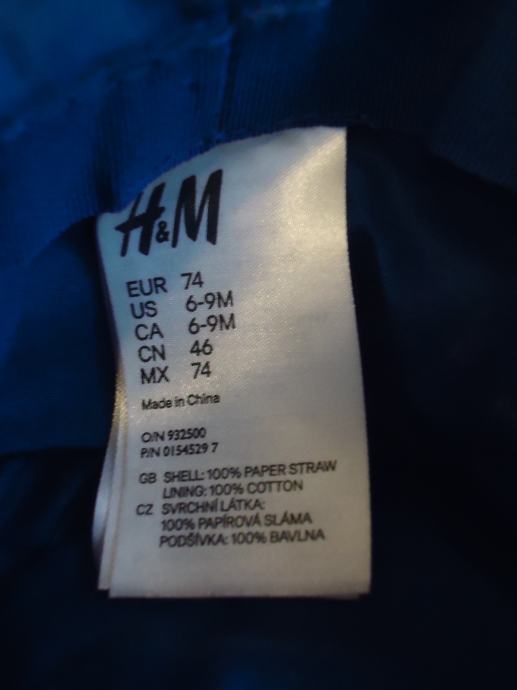 H&M
EUR 74
US 6-9M
CA 6-9M
CN 46
MX 74
Made in China
O/N 932500
P/N 0154529 7
GB SHELL: 100% PAPER STRAW
LINING: 100% COTTON
CZ SVRCHNÍ LÁTKA:
100% PAPÍROVÁ SLÁMA
PODŠÍVKA: 100% BAVLNA